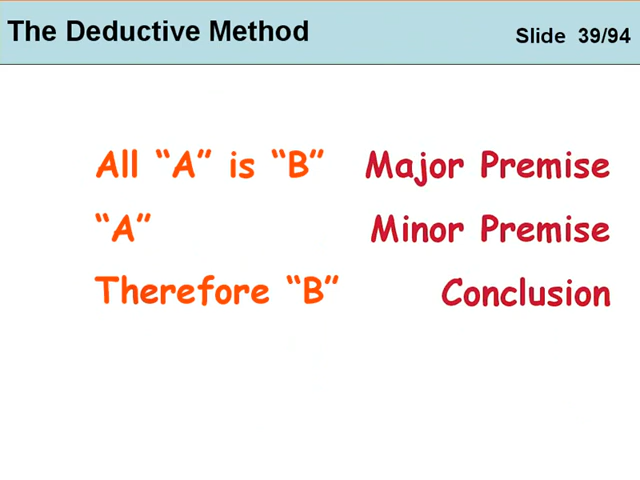 The Deductive Method Slide 39/94
All “A” is “B” Major Premise
“A” Minor Premise
Therefore “B” Conclusion